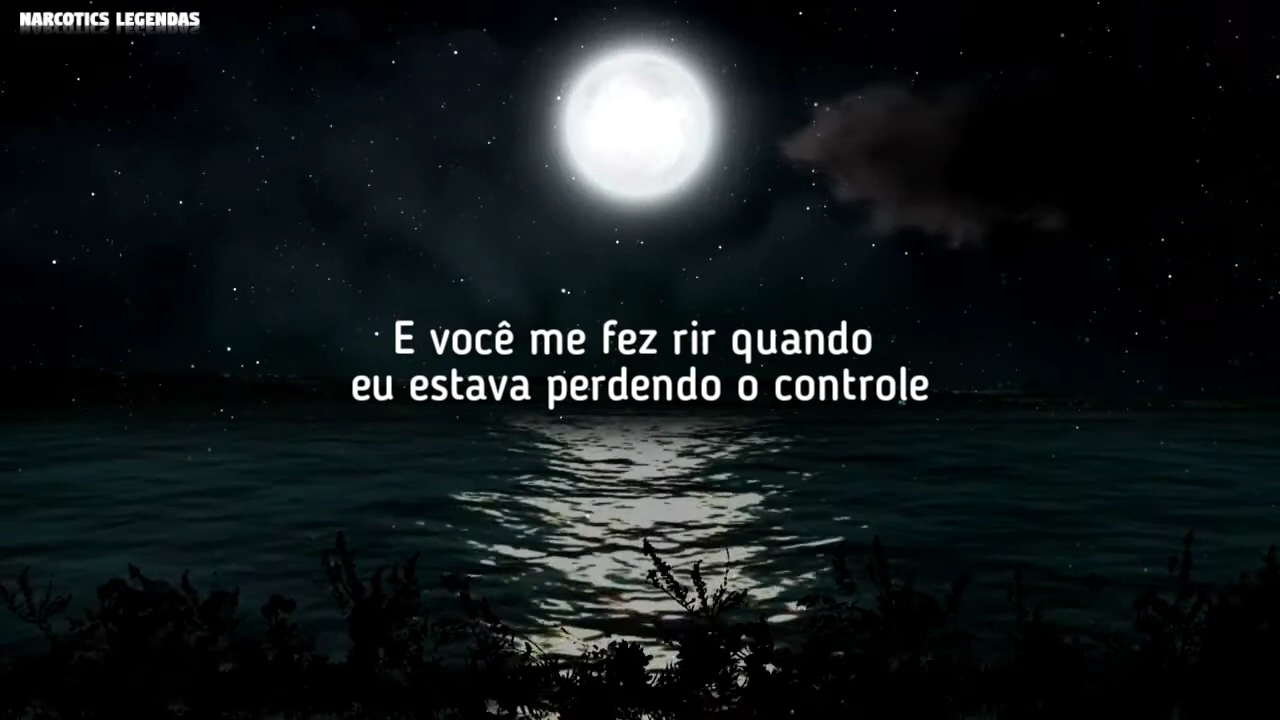 NARCOTICS LEGENDAS
E você me fez rir quando
eu estava perdendo o controle